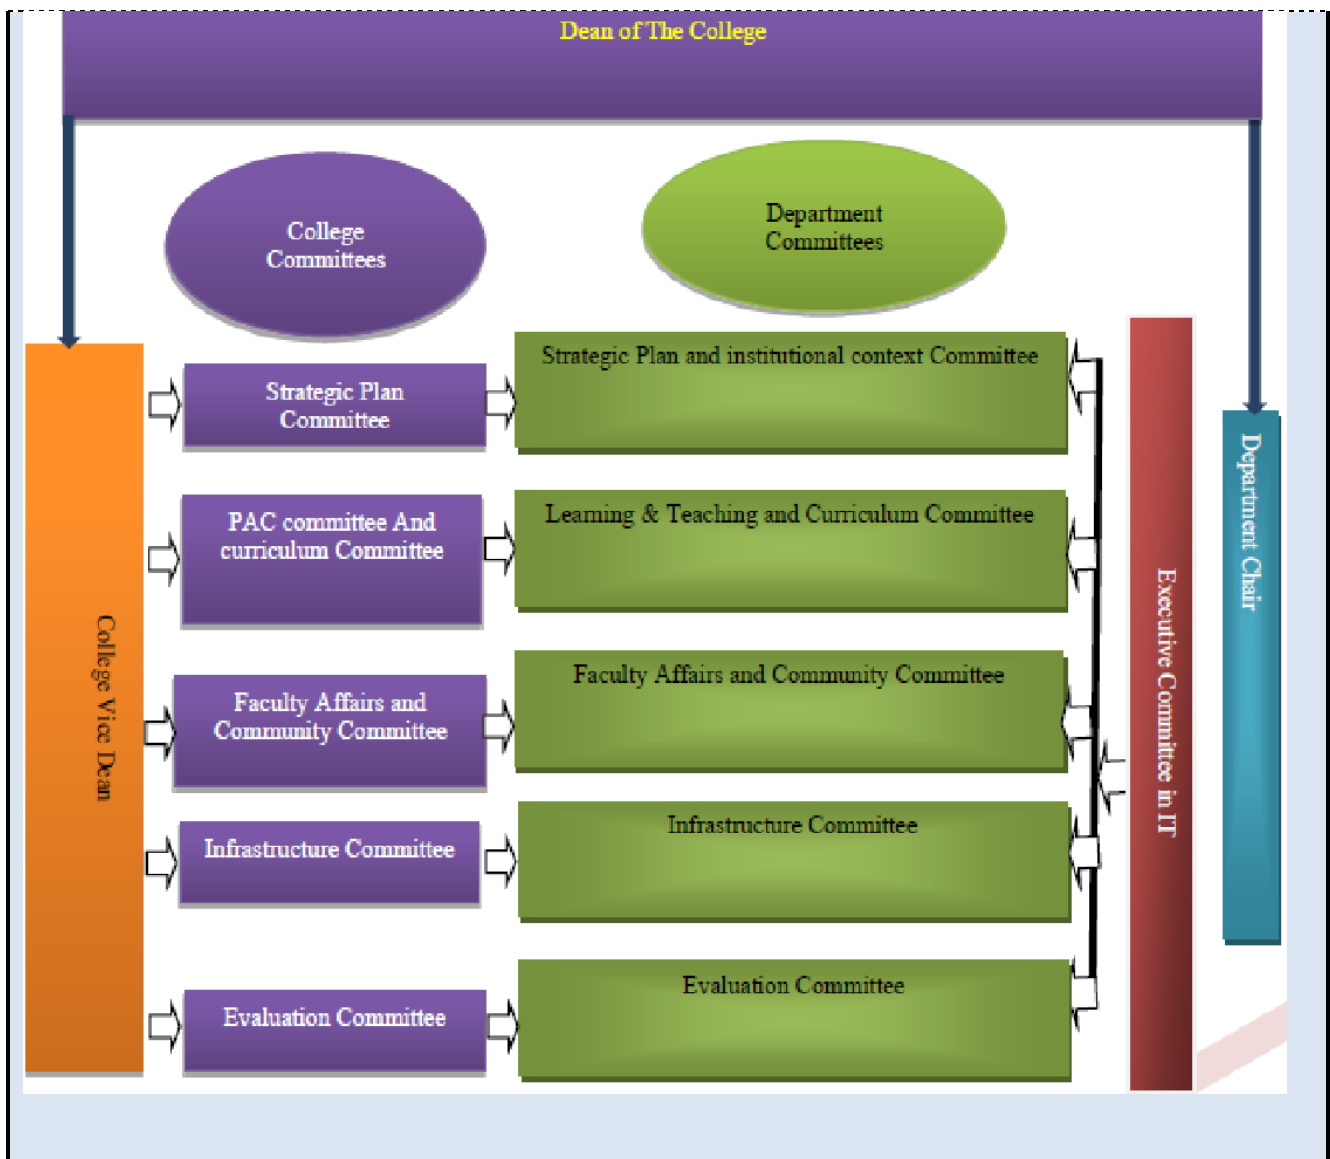 Dean of The College
College
Committees
Department
Committees
Strategic Plan
Committee
Strategic Plan and institutional context Committee
PAC committee And
curriculum Committee
Learning & Teaching and Curriculum Committee
Faculty Affairs and
Community Committee
Faculty Affairs and Community Committee
Infrastructure Committee
Infrastructure Committee
Evaluation Committee
Evaluation Committee
College Vice Dean
Executive Committee in IT
Department Chair